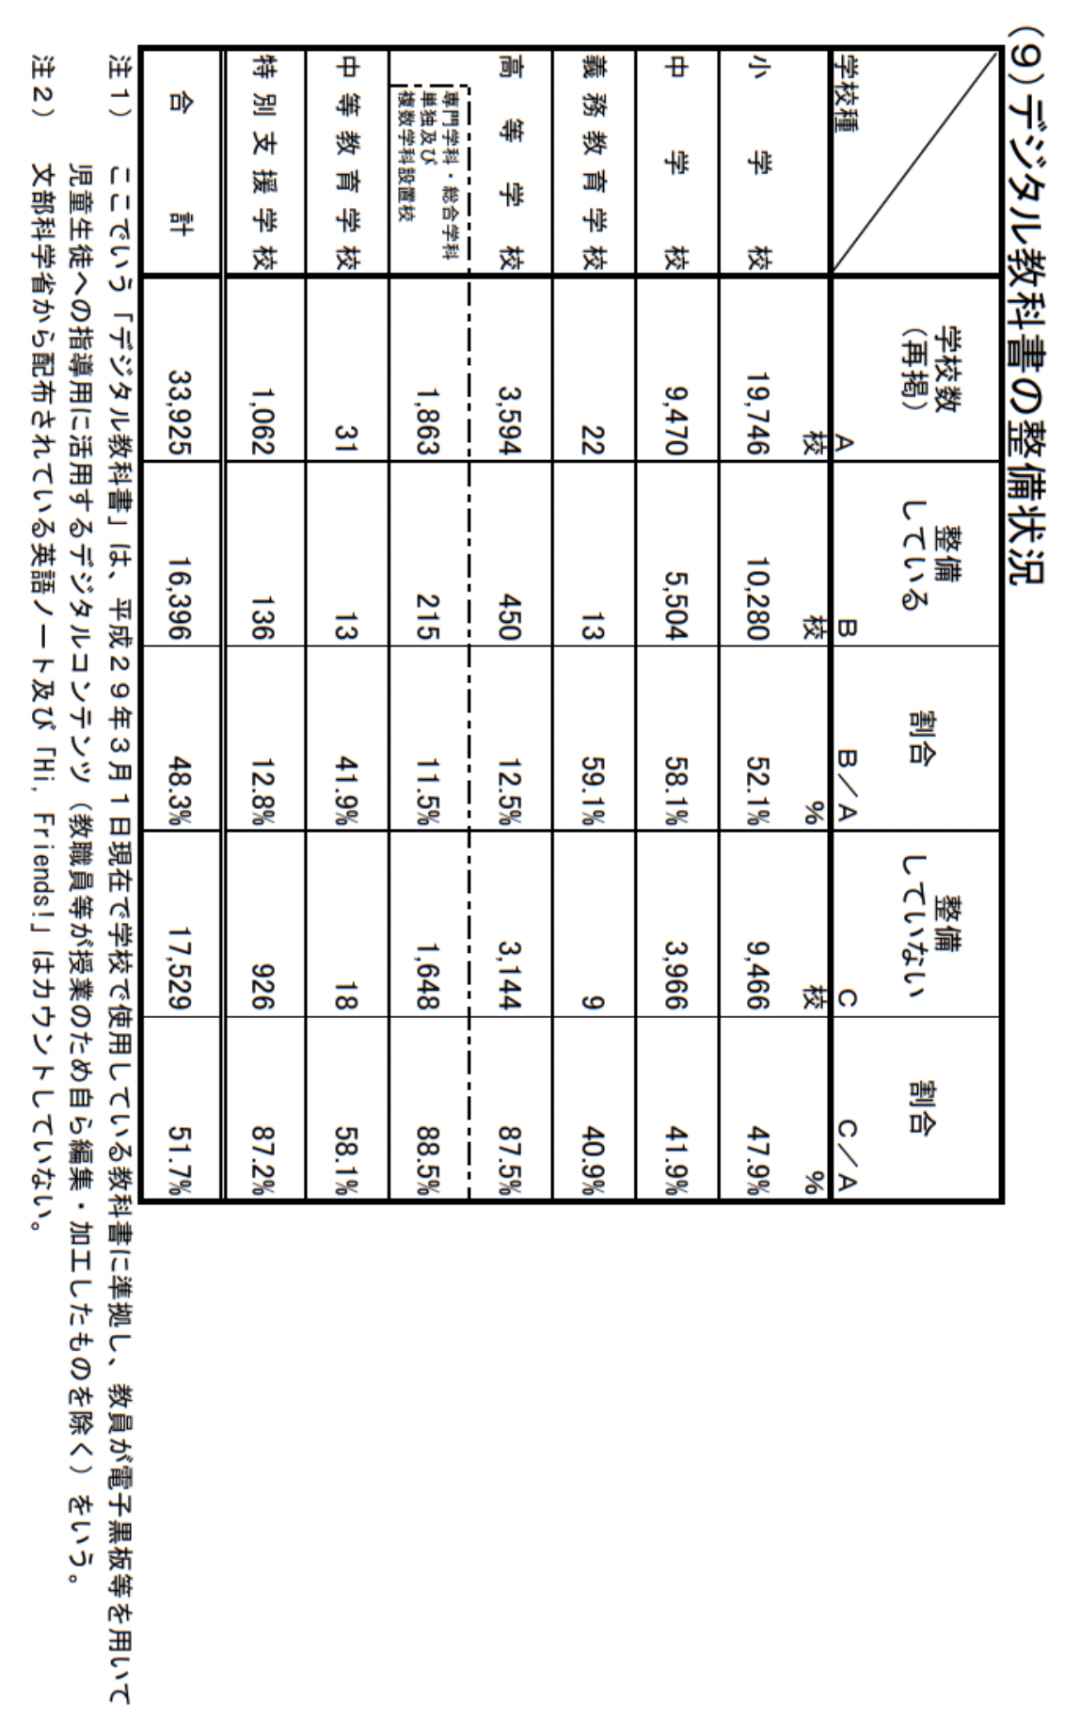 (9)デジタル教科書の整備状況
学校種 学校数(再掲) A 整備している B 割合 B/A 整備していない C 割合 C/A
校 校 % 校 %
小学校 19,746 10,280 52.1% 9,466 47.9%
中学校 9,470 5,504 58.1% 3,966 41.9%
義務教育学校 22 13 59.1% 9 40.9%
高等学校 3,594 450 12.5% 3,144 87.5%
専門学科・総合学科単独及び複数学科設置校 1,863 215 11.5% 1,648 88.5%
中等教育学校 31 13 41.9% 18 58.1%
特別支援学校 1,062 136 12.8% 926 87.2%
合計 33,925 16,396 48.3% 17,529 51.7%
注1) ここでいう「デジタル教科書」は、平成29年3月1日現在で学校で使用している教科書に準拠し、教員が電子黒板等を用いて
児童生徒への指導用に活用するデジタルコンテンツ(教職員等が授業のため自ら編集・加工したものを除く)をいう。
注2) 文部科学省から配布されている英語ノート及び「Hi, Friends!」はカウントしていない。